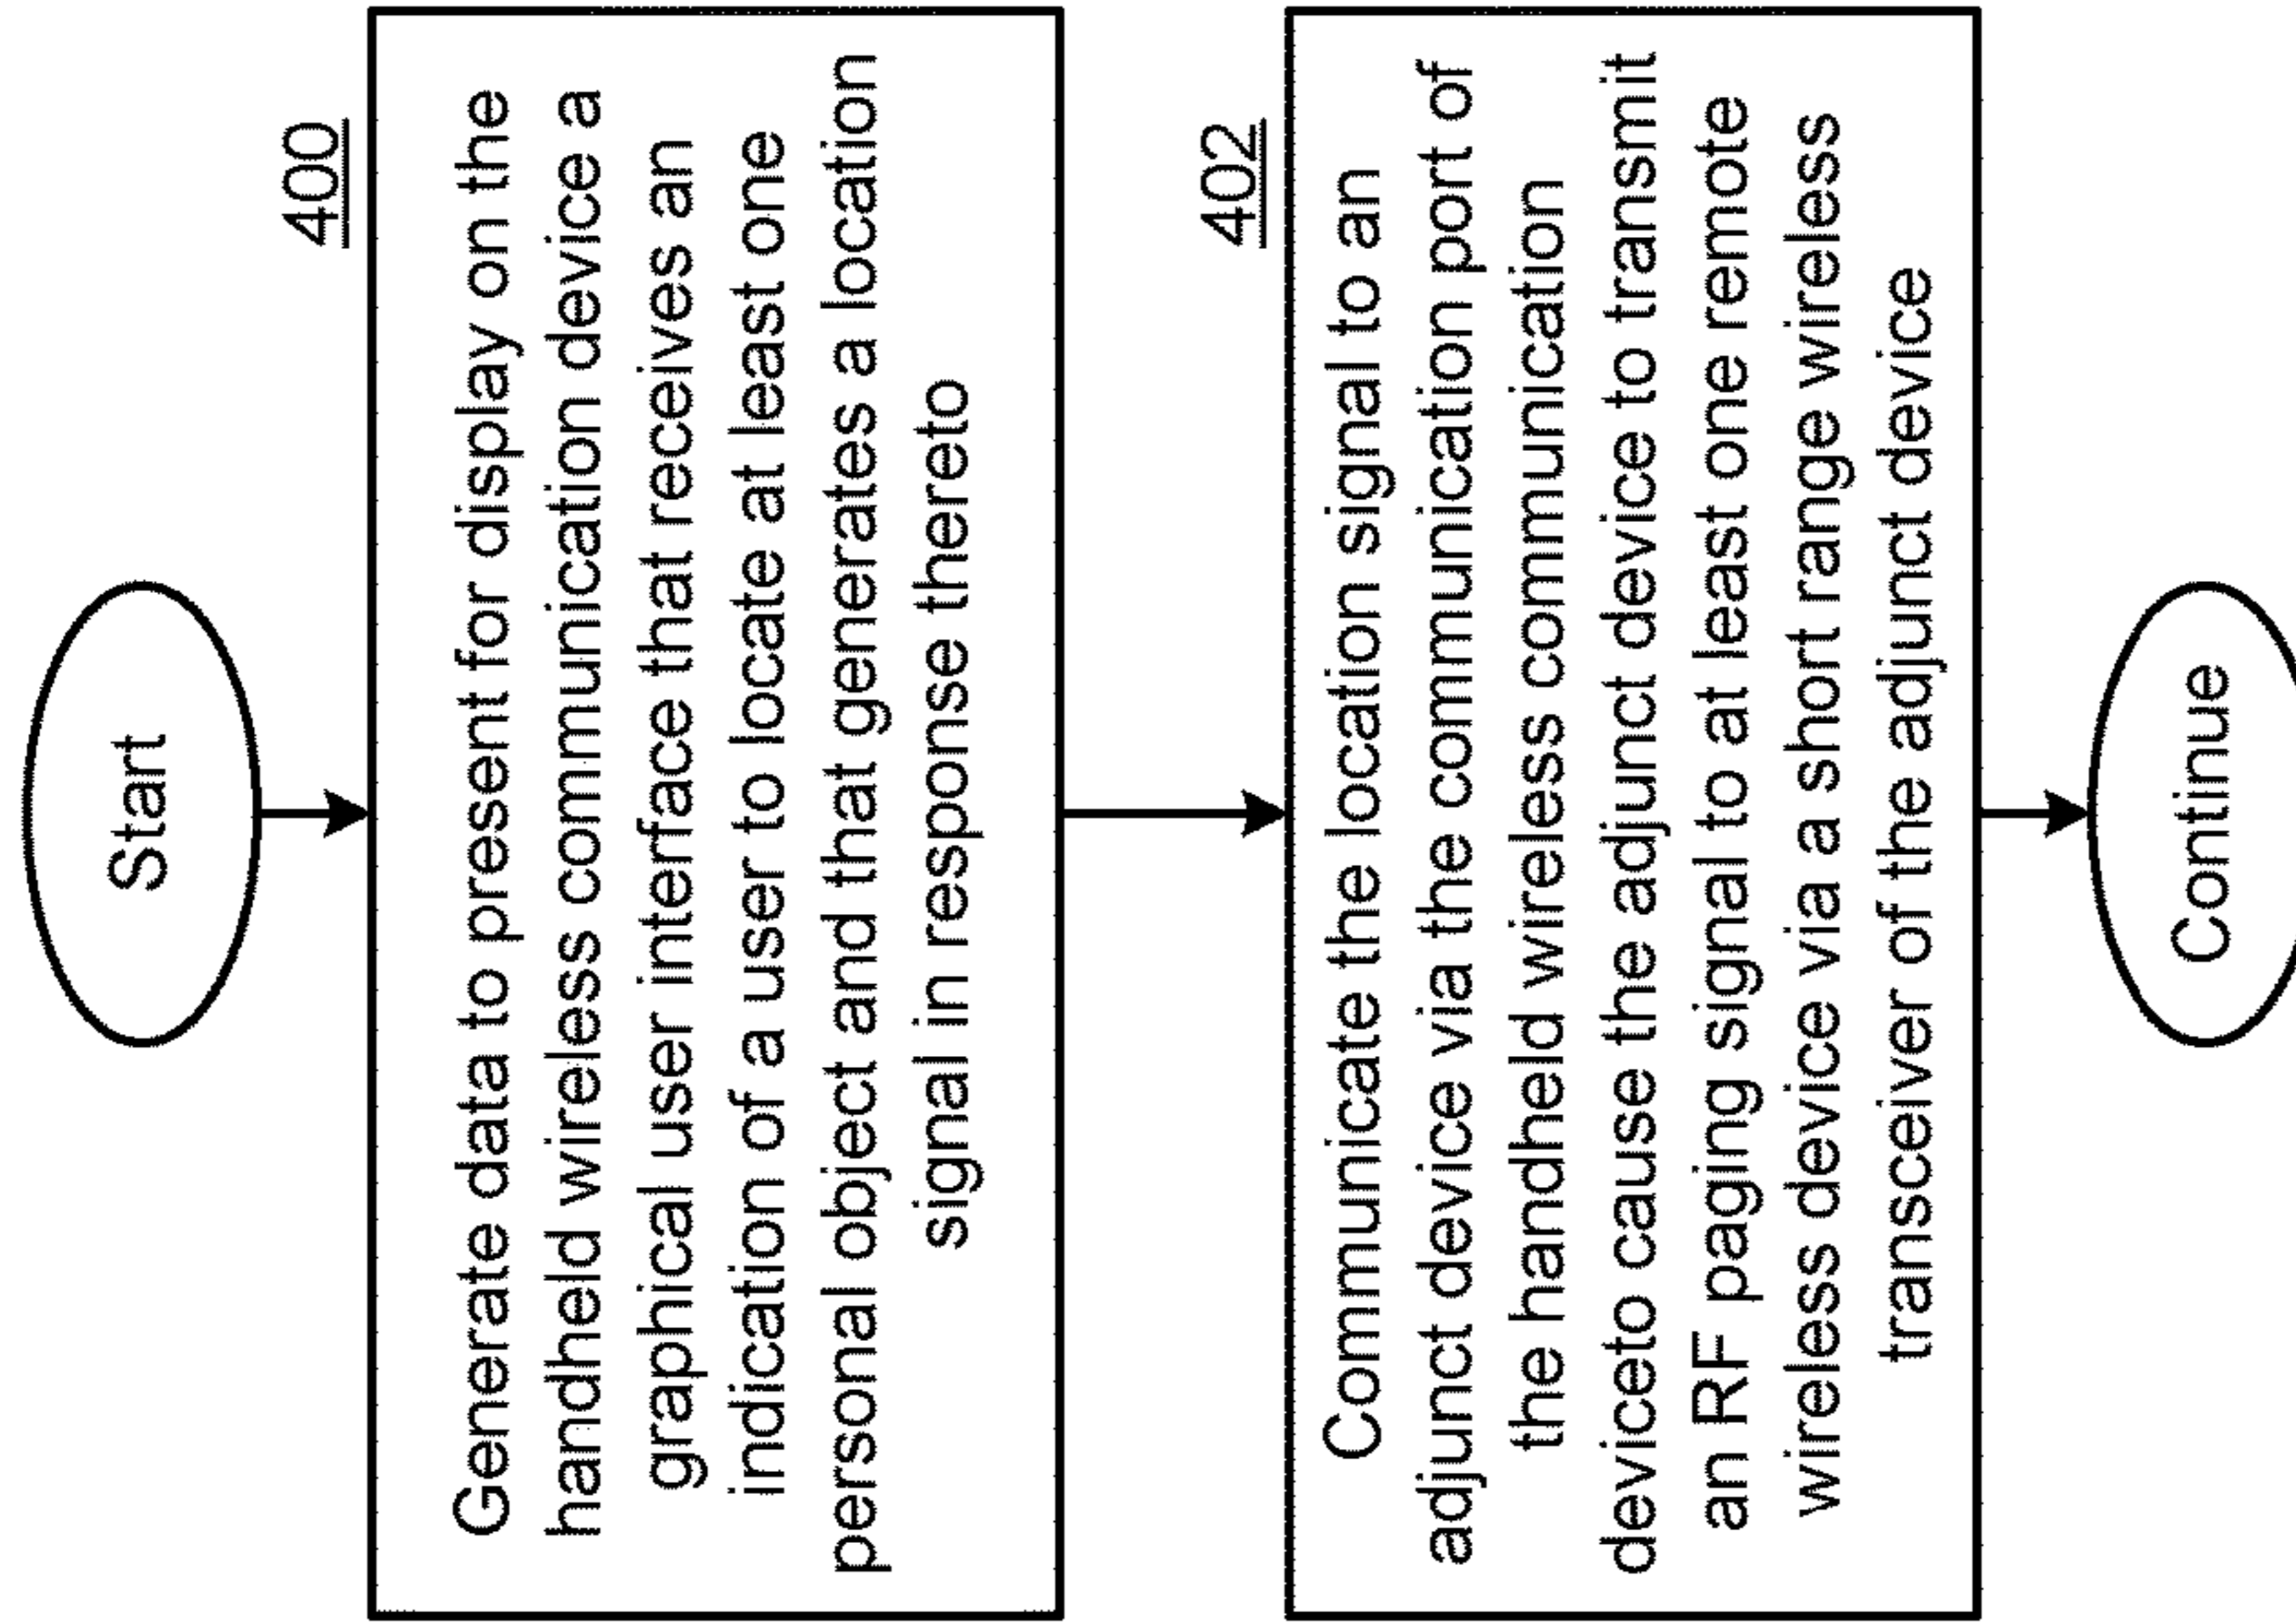 Start
400
Generate data to present for display on the
handheld wireless communication device a
graphical user interface that receives an
indication of a user to locate at least one
personal object and that generates a location
signal in response thereto
402
Communicate the location signal to an
adjunct device via the communication port of
the handheld wireless communication
deviceto cause the adjunct device to transmit
an RF paging signal to at least one remote
wireless device via a short range wireless
transceiver of the adjunct device
Continue